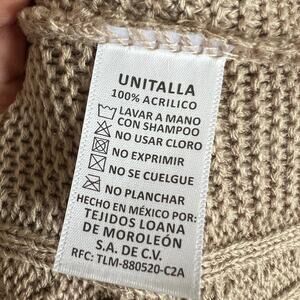 UNITALLA
100% ACRILICO
LAVAR A MANO
CON SHAMPOO
NO USAR CLORO
NO EXPRIMIR
NO SE CUELGUE
NO PLANCHAR
HECHO EN MÉXICO POR:
TEJIDOS LOANA
DE MOROLEÓN
S.A. DE C.V.
RFC: TLM-880520-C2A